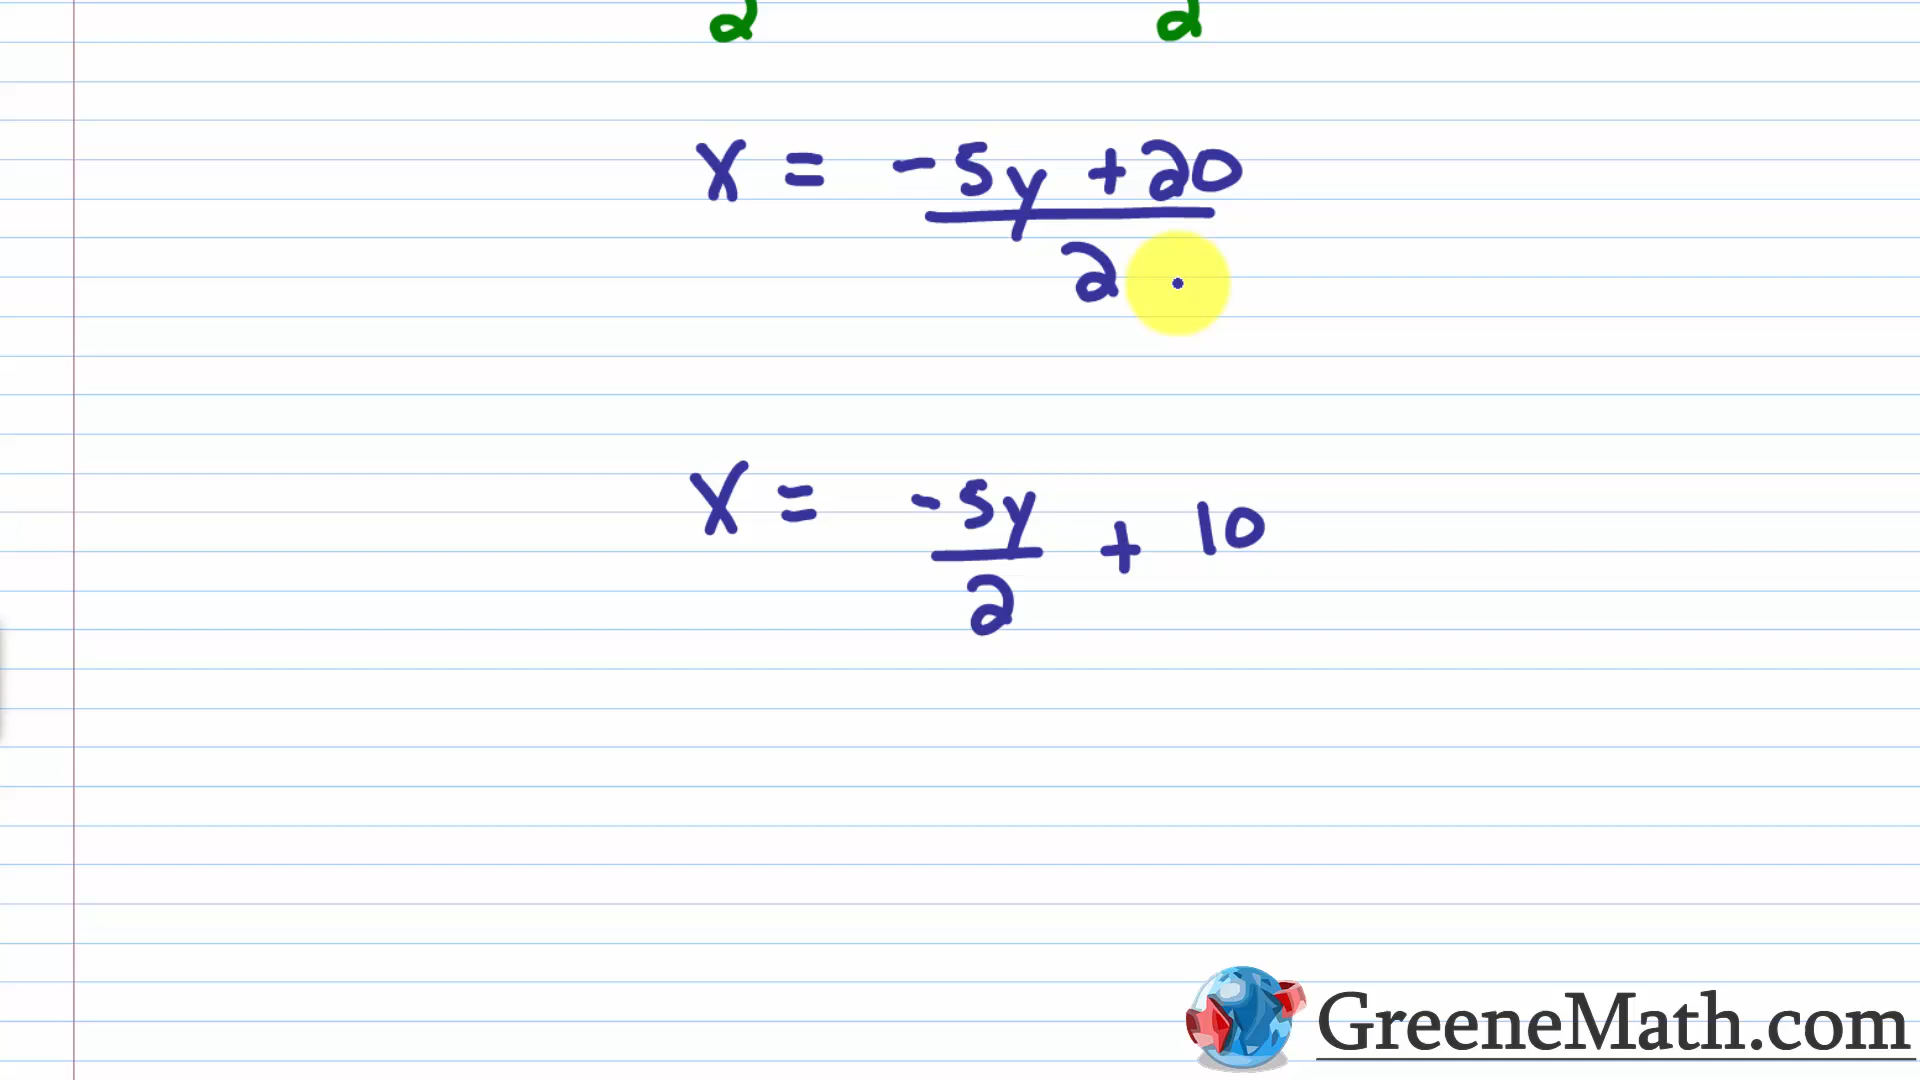 2 2
x = -5y + 20
2
x = -5y + 10
2
GreeneMath.com